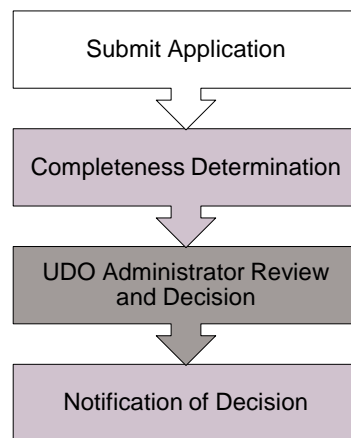 Submit Application
Completeness Determination
UDO Administrator Review
and Decision
Notification of Decision